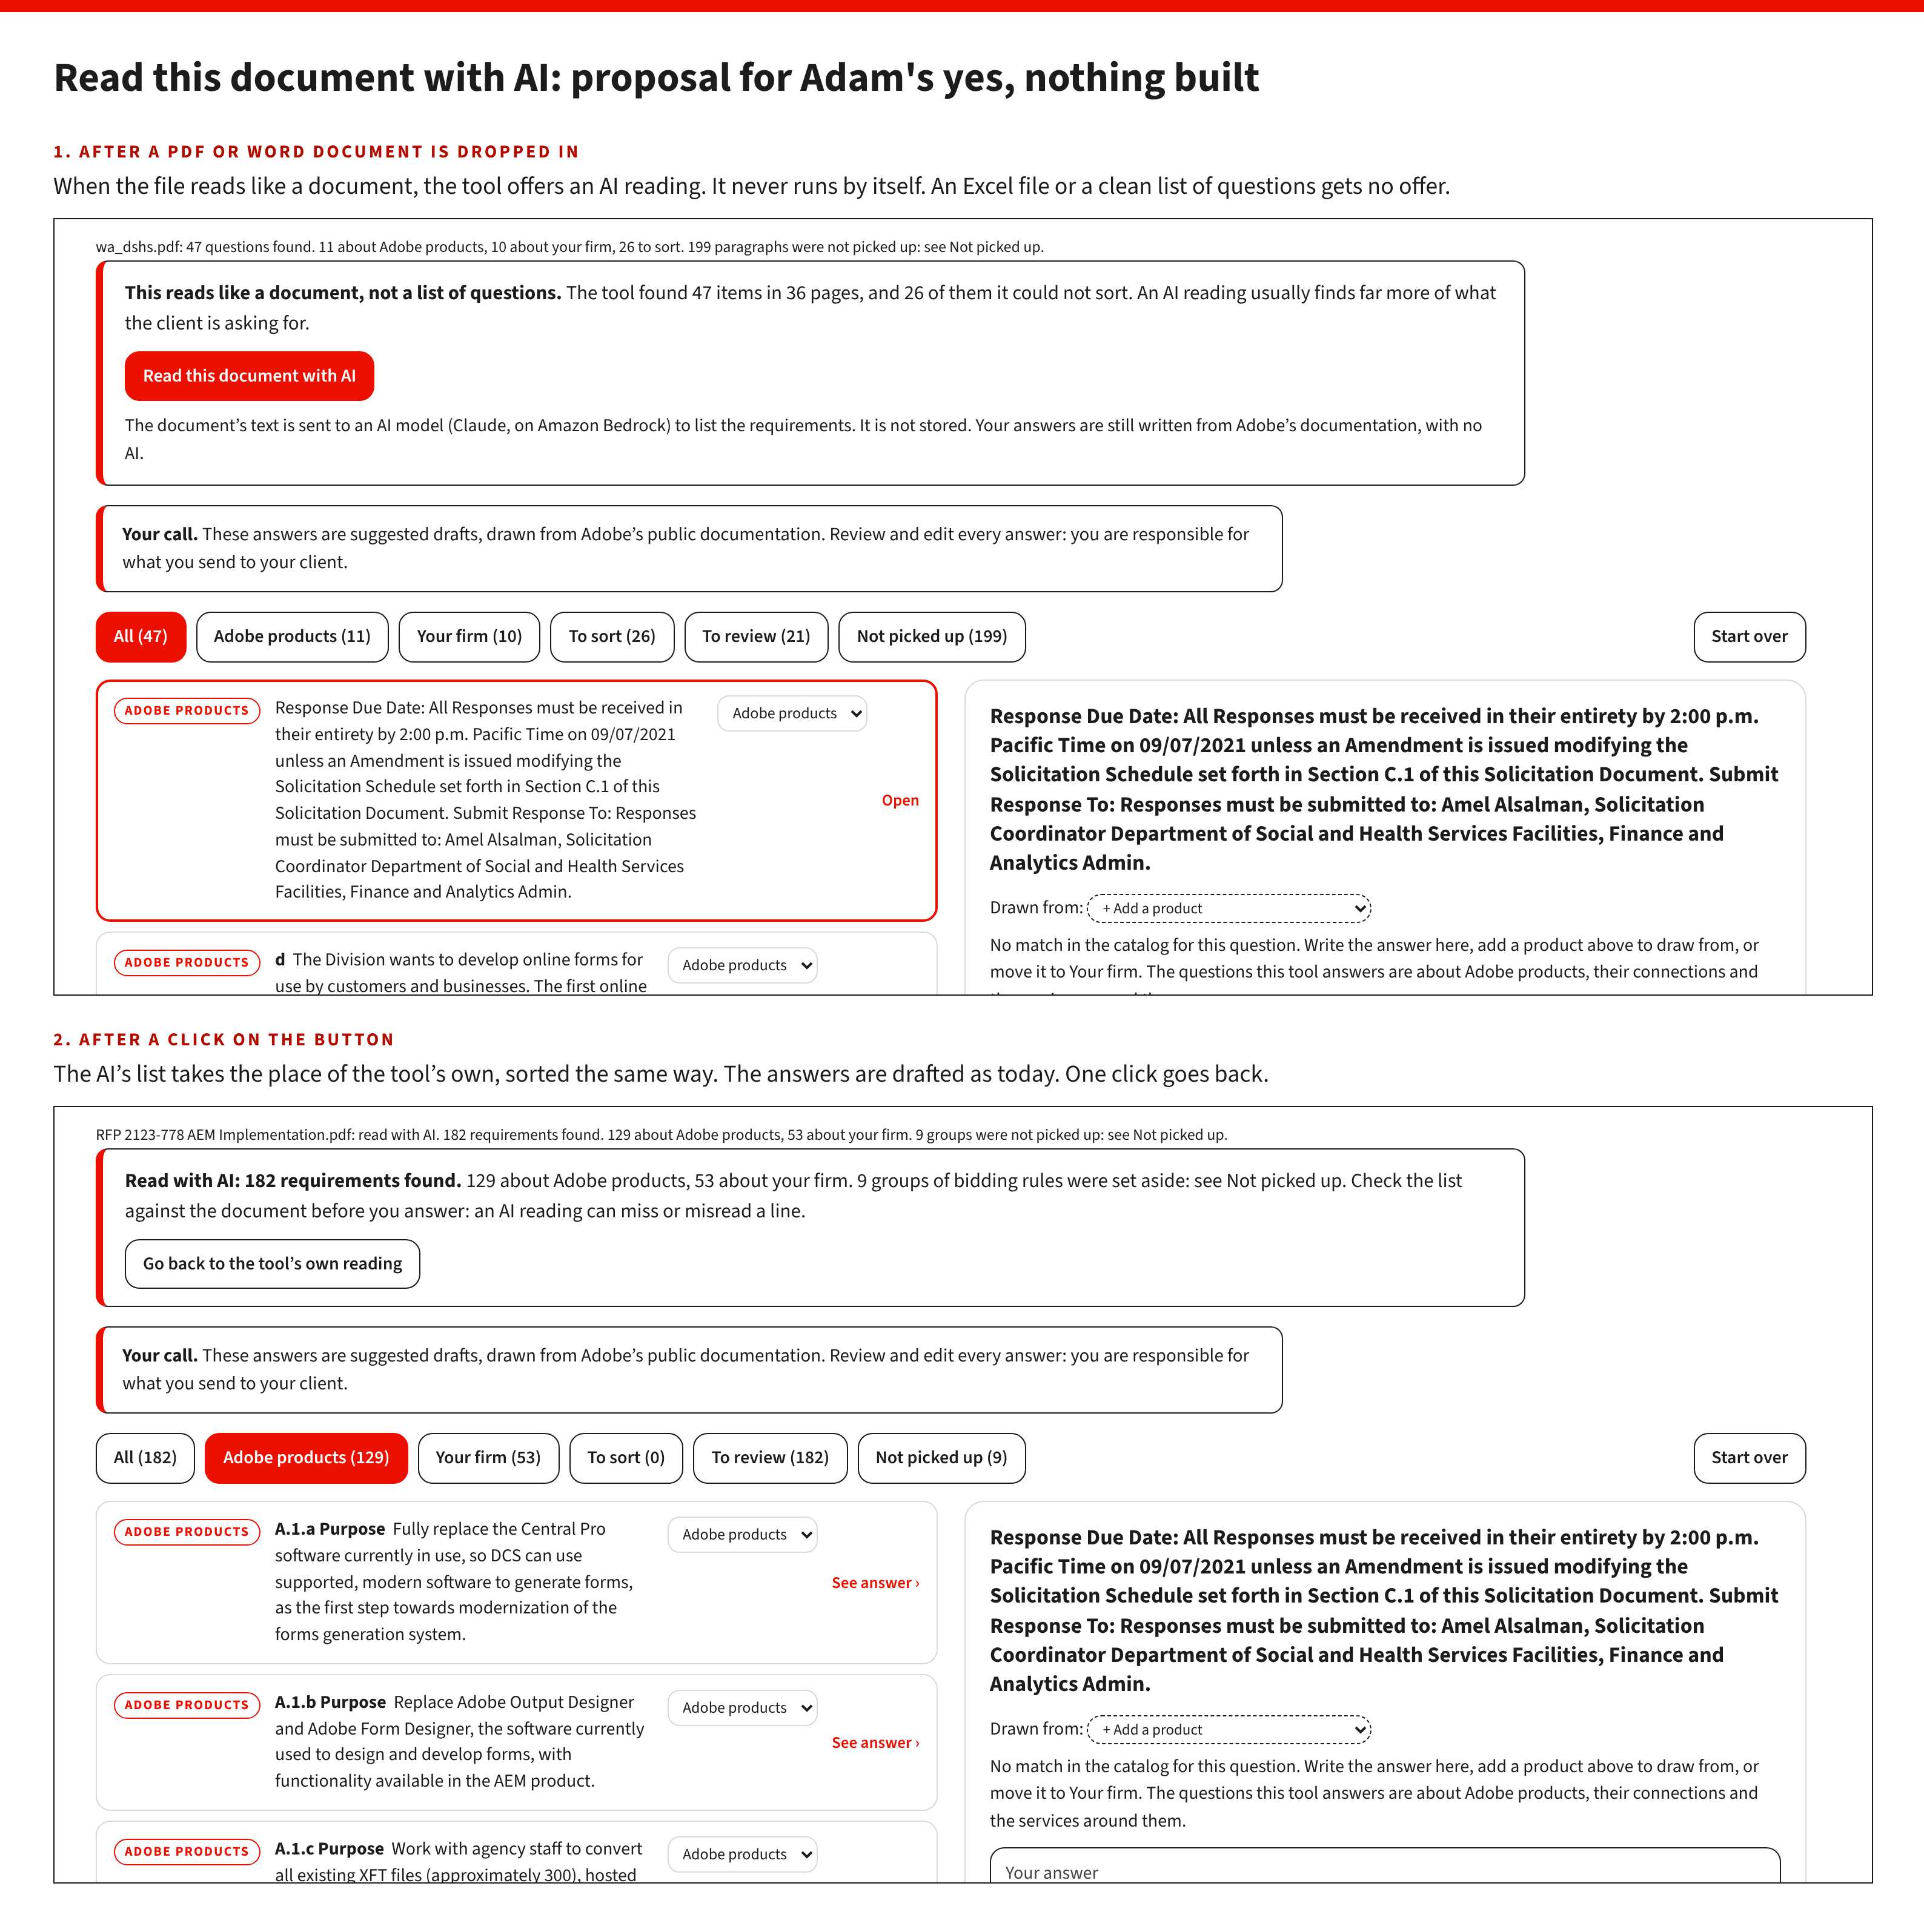 Read this document with AI: proposal for Adam's yes, nothing built
1. AFTER A PDF OR WORD DOCUMENT IS DROPPED IN
When the file reads like a document, the tool offers an AI reading. It never runs by itself. An Excel file or a clean list of questions gets no offer.
wa_dshs.pdf: 47 questions found. 11 about Adobe products, 10 about your firm, 26 to sort. 199 paragraphs were not picked up: see Not picked up.
This reads like a document, not a list of questions. The tool found 47 items in 36 pages, and 26 of them it could not sort. An AI reading usually finds far more of what
the client is asking for.
Read this document with AI
The document’s text is sent to an AI model (Claude, on Amazon Bedrock) to list the requirements. It is not stored. Your answers are still written from Adobe’s documentation, with no
AI.
Your call. These answers are suggested drafts, drawn from Adobe’s public documentation. Review and edit every answer: you are responsible for
what you send to your client.
All (47)
Adobe products (11)
Your firm (10)
To sort (26)
To review (21)
Not picked up (199)
Start over
ADOBE PRODUCTS
Response Due Date: All Responses must be received in
their entirety by 2:00 p.m. Pacific Time on 09/07/2021
unless an Amendment is issued modifying the
Solicitation Schedule set forth in Section C.1 of this
Solicitation Document. Submit Response To: Responses
must be submitted to: Amel Alsalman, Solicitation
Coordinator Department of Social and Health Services
Facilities, Finance and Analytics Admin.
Adobe products
Open
ADOBE PRODUCTS
d The Division wants to develop online forms for
use by customers and businesses. The first online
Adobe products
Response Due Date: All Responses must be received in their entirety by 2:00 p.m.
Pacific Time on 09/07/2021 unless an Amendment is issued modifying the
Solicitation Schedule set forth in Section C.1 of this Solicitation Document. Submit
Response To: Responses must be submitted to: Amel Alsalman, Solicitation
Coordinator Department of Social and Health Services Facilities, Finance and
Analytics Admin.
Drawn from: + Add a product
No match in the catalog for this question. Write the answer here, add a product above to draw from, or
move it to Your firm. The questions this tool answers are about Adobe products, their connections and
2. AFTER A CLICK ON THE BUTTON
The AI’s list takes the place of the tool’s own, sorted the same way. The answers are drafted as today. One click goes back.
RFP 2123-778 AEM Implementation.pdf: read with AI. 182 requirements found. 129 about Adobe products, 53 about your firm. 9 groups were not picked up: see Not picked up.
Read with AI: 182 requirements found. 129 about Adobe products, 53 about your firm. 9 groups of bidding rules were set aside: see Not picked up. Check the list
against the document before you answer: an AI reading can miss or misread a line.
Go back to the tool’s own reading
Your call. These answers are suggested drafts, drawn from Adobe’s public documentation. Review and edit every answer: you are responsible for
what you send to your client.
All (182)
Adobe products (129)
Your firm (53)
To sort (0)
To review (182)
Not picked up (9)
Start over
ADOBE PRODUCTS
A.1.a Purpose Fully replace the Central Pro
software currently in use, so DCS can use
supported, modern software to generate forms,
as the first step towards modernization of the
forms generation system.
Adobe products
See answer ›
ADOBE PRODUCTS
A.1.b Purpose Replace Adobe Output Designer
and Adobe Form Designer, the software currently
used to design and develop forms, with
functionality available in the AEM product.
Adobe products
See answer ›
ADOBE PRODUCTS
A.1.c Purpose Work with agency staff to convert
all existing XFT files (approximately 300), hosted
Adobe products
Response Due Date: All Responses must be received in their entirety by 2:00 p.m.
Pacific Time on 09/07/2021 unless an Amendment is issued modifying the
Solicitation Schedule set forth in Section C.1 of this Solicitation Document. Submit
Response To: Responses must be submitted to: Amel Alsalman, Solicitation
Coordinator Department of Social and Health Services Facilities, Finance and
Analytics Admin.
Drawn from: + Add a product
No match in the catalog for this question. Write the answer here, add a product above to draw from, or
move it to Your firm. The questions this tool answers are about Adobe products, their connections and
the services around them.
Your answer